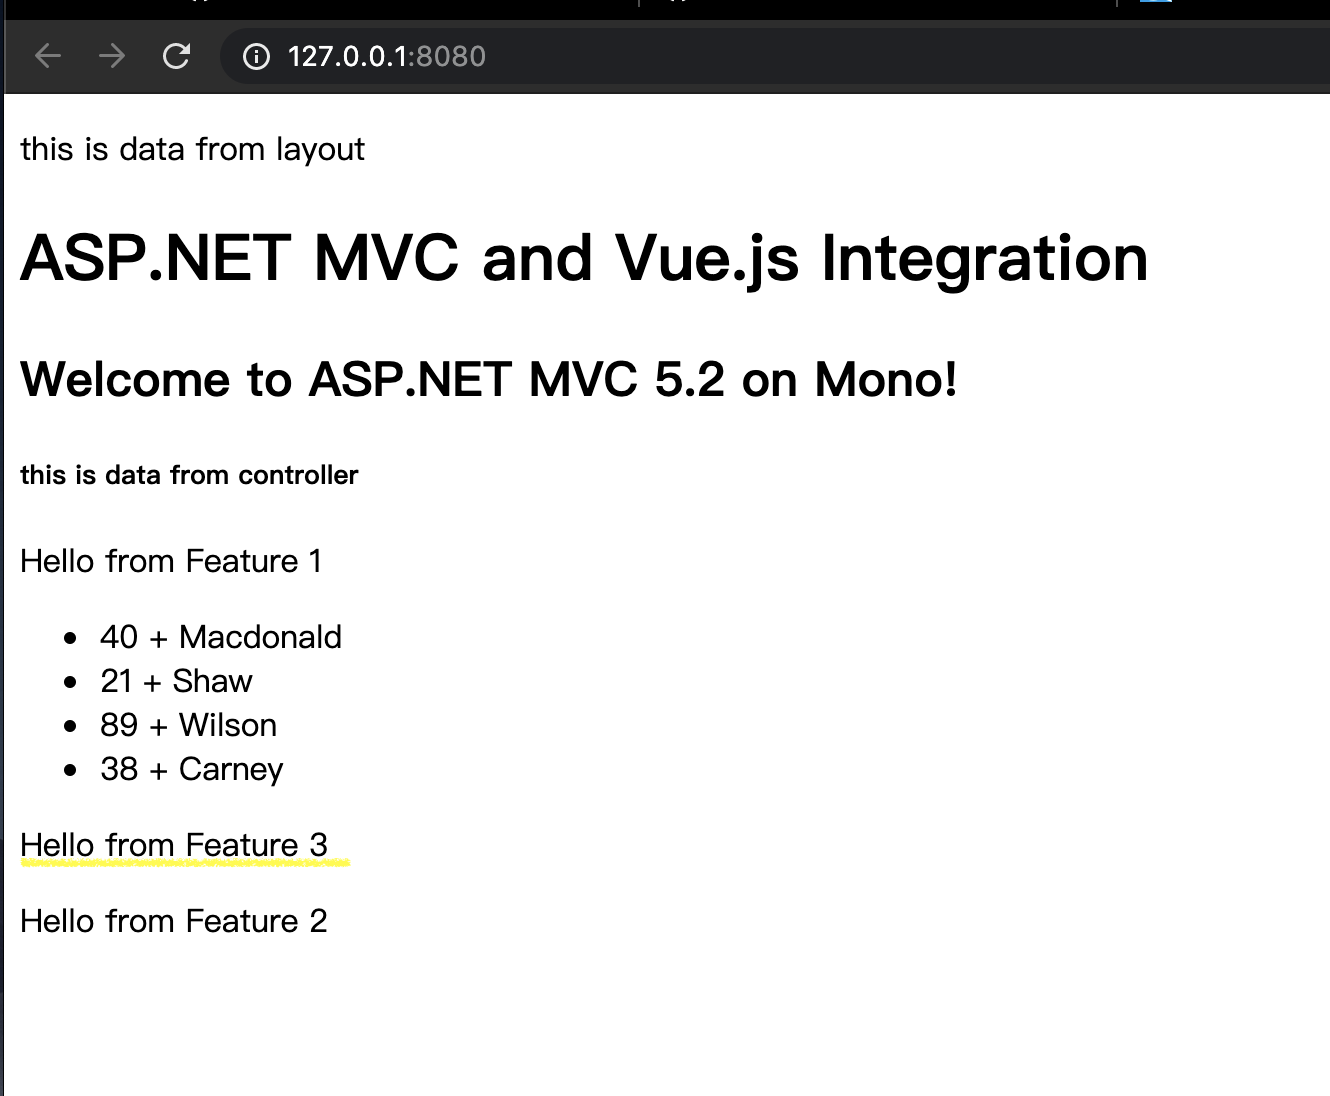 127.0.0.1:8080
this is data from layout
ASP.NET MVC and Vue.js Integration
Welcome to ASP.NET MVC 5.2 on Mono!
this is data from controller
Hello from Feature 1
40 + Macdonald
21 + Shaw
89 + Wilson
38 + Carney
Hello from Feature 3
Hello from Feature 2